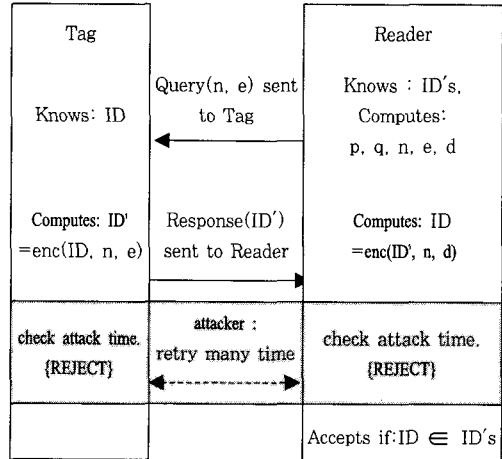 Tag
Reader
Query(n, e) sent
to Tag
Knows: ID
Knows : ID's,
Computes:
p, q, n, e, d
Computes: ID'
=enc(ID, n, e)
Response(ID')
sent to Reader
Computes: ID
=enc(ID', n, d)
check attack time.
{REJECT}
attacker :
retry many time
check attack time.
{REJECT}
Accepts if:ID ∈ ID's